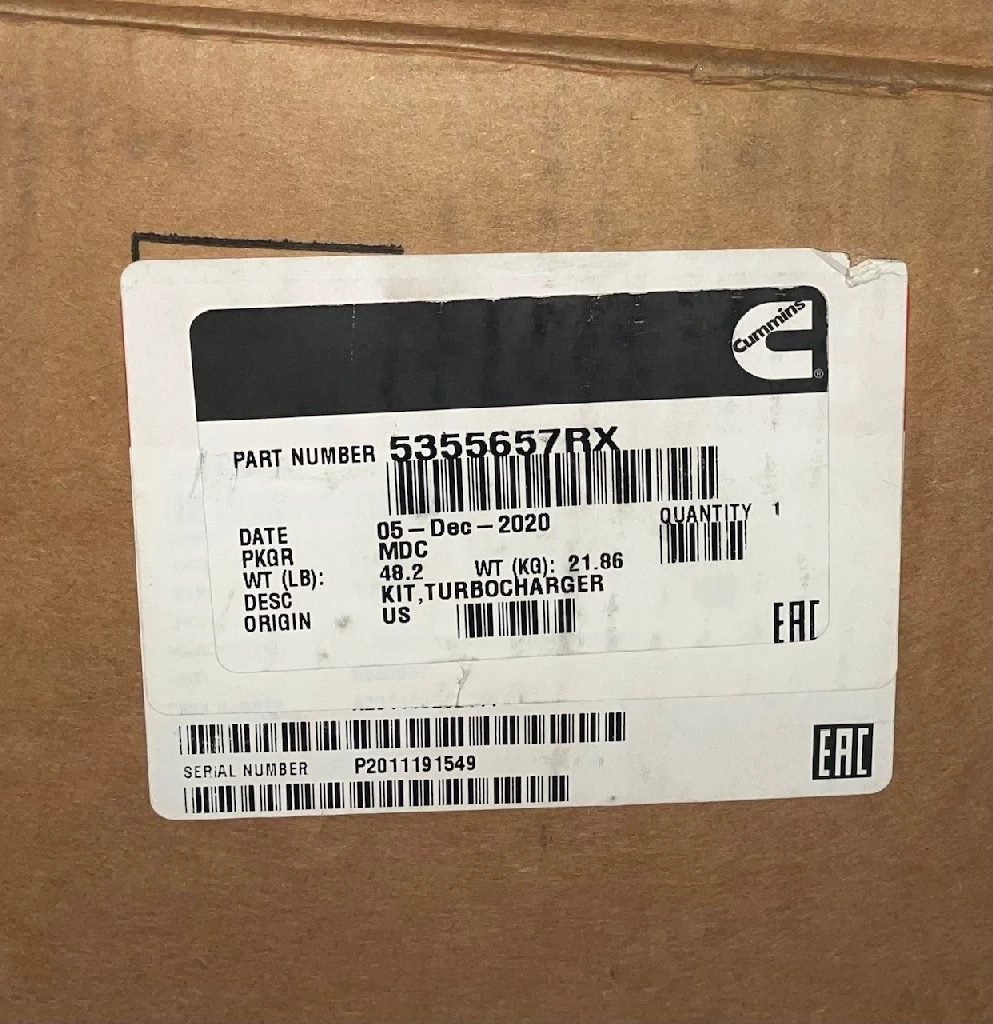 Cummins
®
PART NUMBER 5355657RX
QUANTITY 1
DATE 05-Dec-2020
PKGR MDC
WT (LB): 48.2 WT (KG): 21.86
DESC KIT,TURBOCHARGER
ORIGIN US
EAC
SERIAL NUMBER P2011191549
EAC